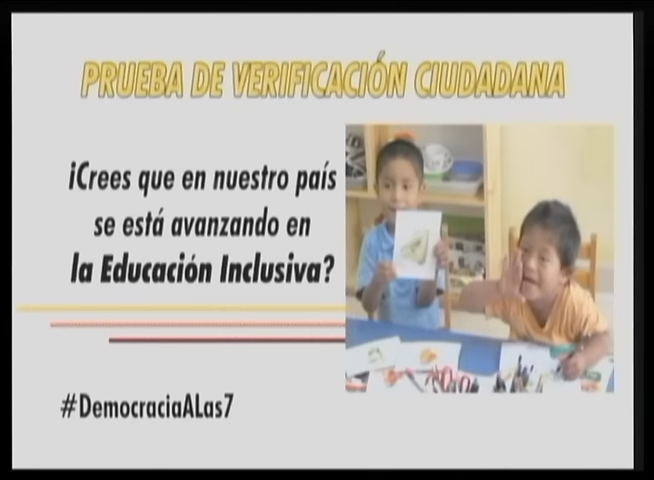 PRUEBA DE VERIFICACIÓN CIUDADANA
¡Crees que en nuestro país
se está avanzando en
la Educación Inclusiva?
#DemocraciaALas7